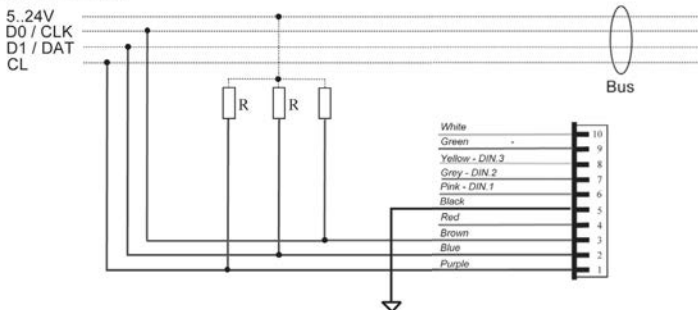 5..24V
D0 / CLK
D1 / DAT
CL
Bus
R
R
White
10
Green -
9
Yellow - DIN.3
8
Grey - DIN.2
7
Pink - DIN.1
6
Black
5
Red
4
Brown
3
Blue
2
Purple
1